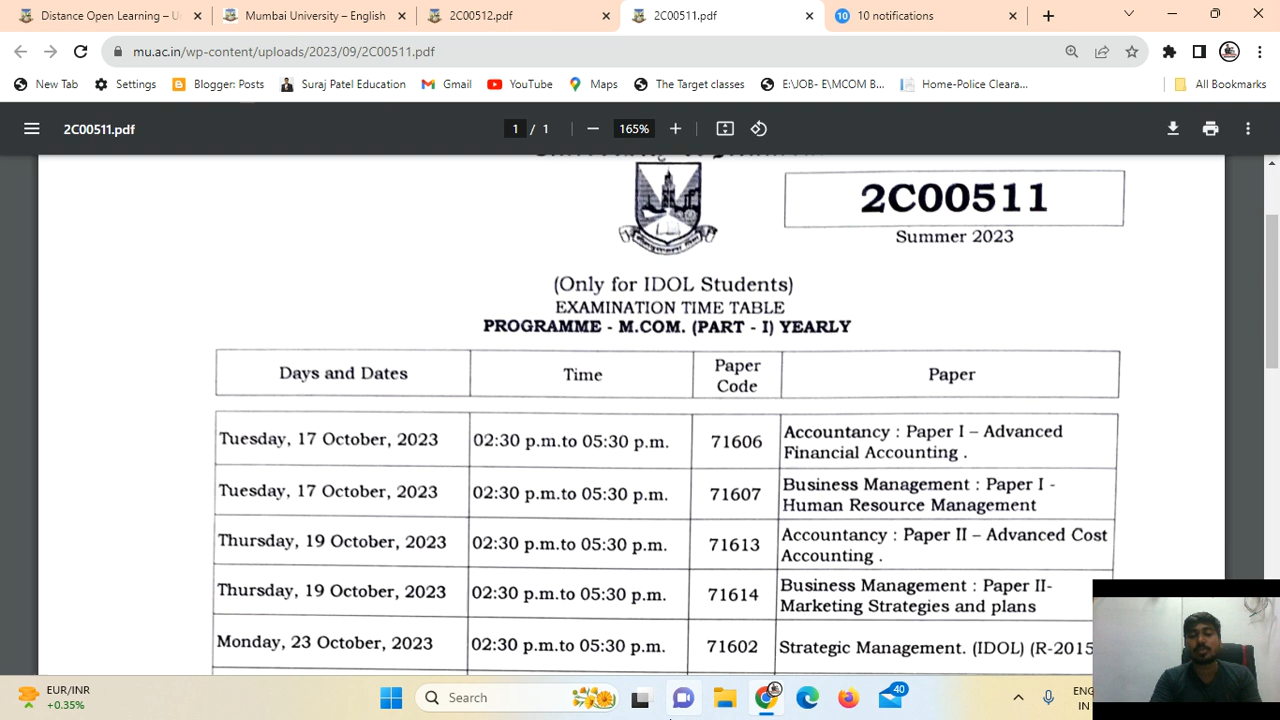 Distance Open Learning – U
Mumbai University – English
2C00512.pdf
2C00511.pdf
10
10 notifications
mu.ac.in/wp-content/uploads/2023/09/2C00511.pdf
New Tab
Settings
Blogger: Posts
Suraj Patel Education
Gmail
YouTube
Maps
The Target classes
E:\JOB- E\MCOM B...
Home-Police Cleara...
All Bookmarks
2C00511.pdf
1 / 1
165%
2C00511
Summer 2023
(Only for IDOL Students)
EXAMINATION TIME TABLE
PROGRAMME - M.COM. (PART - I) YEARLY
Days and Dates Time Paper Code Paper
Tuesday, 17 October, 2023 02:30 p.m.to 05:30 p.m. 71606 Accountancy : Paper I – Advanced
Financial Accounting .
Tuesday, 17 October, 2023 02:30 p.m.to 05:30 p.m. 71607 Business Management : Paper I -
Human Resource Management
Thursday, 19 October, 2023 02:30 p.m.to 05:30 p.m. 71613 Accountancy : Paper II – Advanced Cost
Accounting .
Thursday, 19 October, 2023 02:30 p.m.to 05:30 p.m. 71614 Business Management : Paper II-
Marketing Strategies and plans
Monday, 23 October, 2023 02:30 p.m.to 05:30 p.m. 71602 Strategic Management. (IDOL) (R-2015
EUR/INR
+0.35%
Search
40
ENG
IN